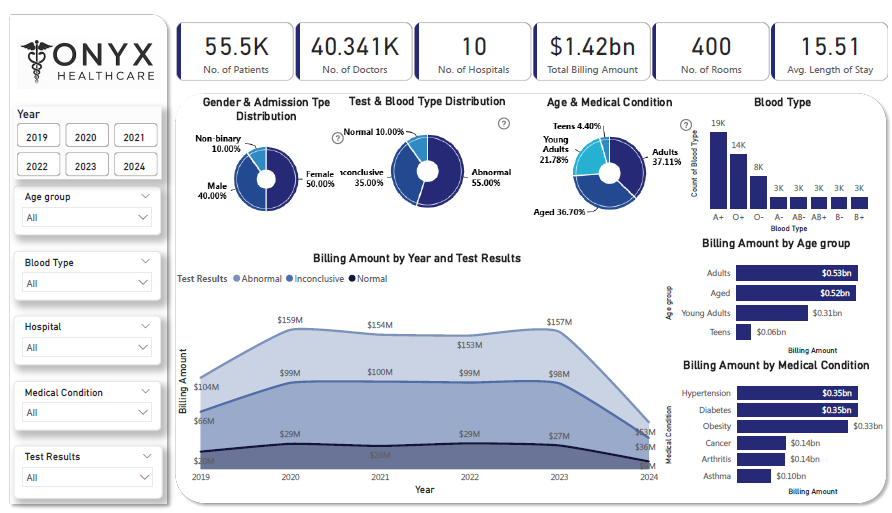 ONYX
HEALTHCARE
55.5K
No. of Patients
40.341K
No. of Doctors
10
No. of Hospitals
$1.42bn
Total Billing Amount
400
No. of Rooms
15.51
Avg. Length of Stay
Year
2019 2020 2021
2022 2023 2024
Age group
All
Blood Type
All
Hospital
All
Medical Condition
All
Test Results
All
Gender & Admission Tpe
Distribution
Non-binary
10.00%
Male
40.00%
Female
50.00%
?
Test & Blood Type Distribution
Normal 10.00%
nconclusive
35.00%
Abnormal
55.00%
?
Age & Medical Condition
Teens 4.40%
Young
Adults
21.78%
Adults
37.11%
Aged 36.70%
?
Blood Type
Count of Blood Type
19K 14K 8K 3K 3K 3K 3K 3K
A+ O+ O- A- AB- AB+ B- B+
Blood Type
Billing Amount by Year and Test Results
Test Results Abnormal Inconclusive Normal
Billing Amount
$104M $159M $154M $153M $157M $53M
$66M $99M $100M $99M $98M $36M
$29M $29M $27M
2019 2020 2021 2022 2023 2024
Year
Billing Amount by Age group
Age group
Adults $0.53bn
Aged $0.52bn
Young Adults $0.31bn
Teens $0.06bn
Billing Amount
Billing Amount by Medical Condition
Medical Condition
Hypertension $0.35bn
Diabetes $0.35bn
Obesity $0.33bn
Cancer $0.14bn
Arthritis $0.14bn
Asthma $0.10bn
Billing Amount